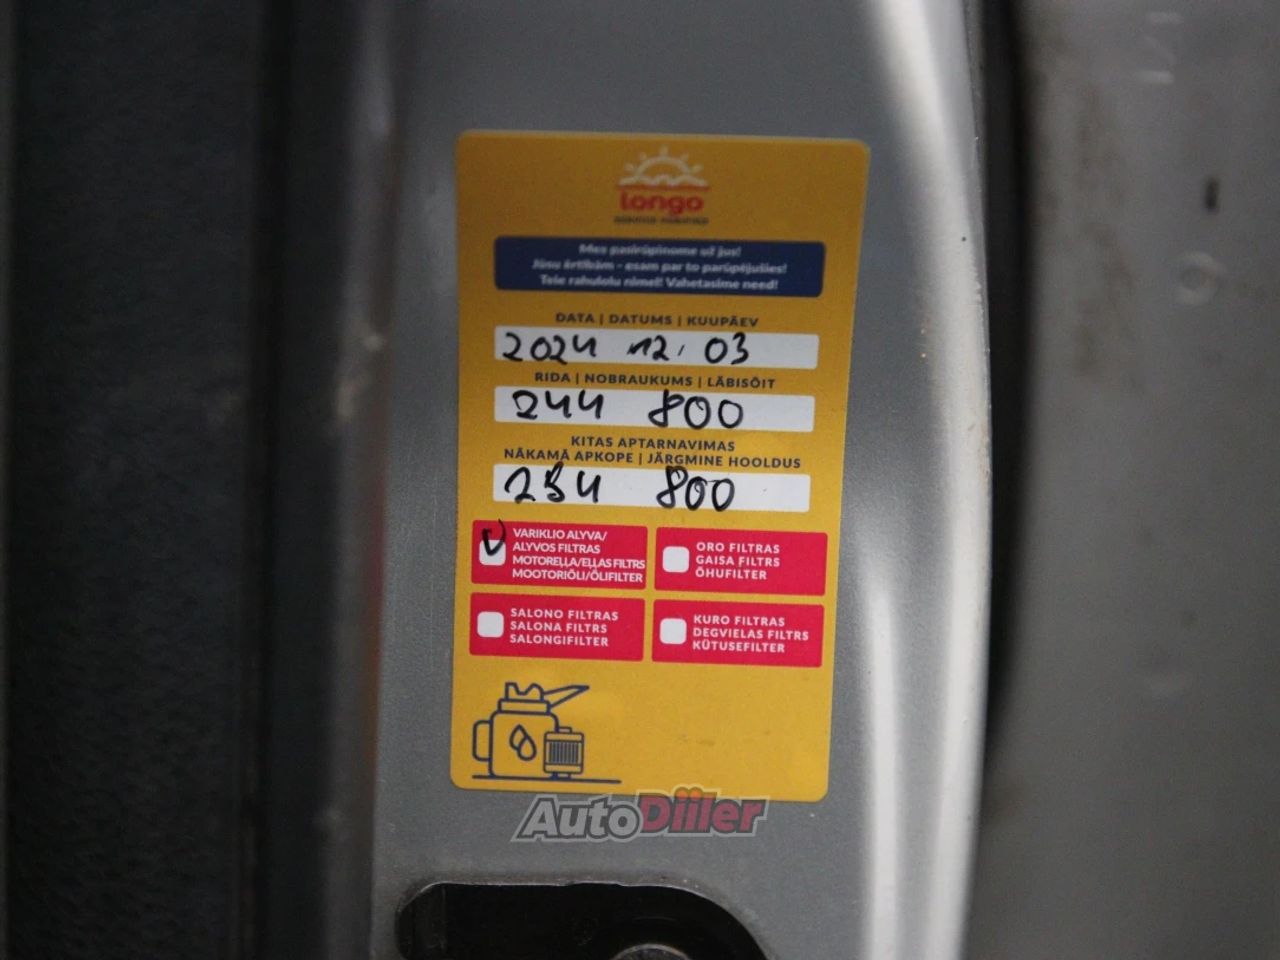 longo
Mes pasirūpinome už jus!
Jūsu ērtībām - esam par to parūpējušies!
Teie rahulolu nimel! Vahetasime need!
DATA | DATUMS | KUUPÄEV
2024 12. 03
RIDA | NOBRAUKUMS | LÄBISÕIT
244 800
KITAS APTARNAVIMAS
NĀKAMĀ APKOPE | JÄRGMINE HOOLDUS
254 800
VARIKLIO ALYVA/
ALYVOS FILTRAS
MOTOREĻĻA/EĻĻAS FILTRS
MOOTORIÕLI/ÕLIFILTER
ORO FILTRAS
GAISA FILTRS
ÕHUFILTER
SALONO FILTRAS
SALONA FILTRS
SALONGIFILTER
KURO FILTRAS
DEGVIELAS FILTRS
KÜTUSEFILTER
AutoDiiler